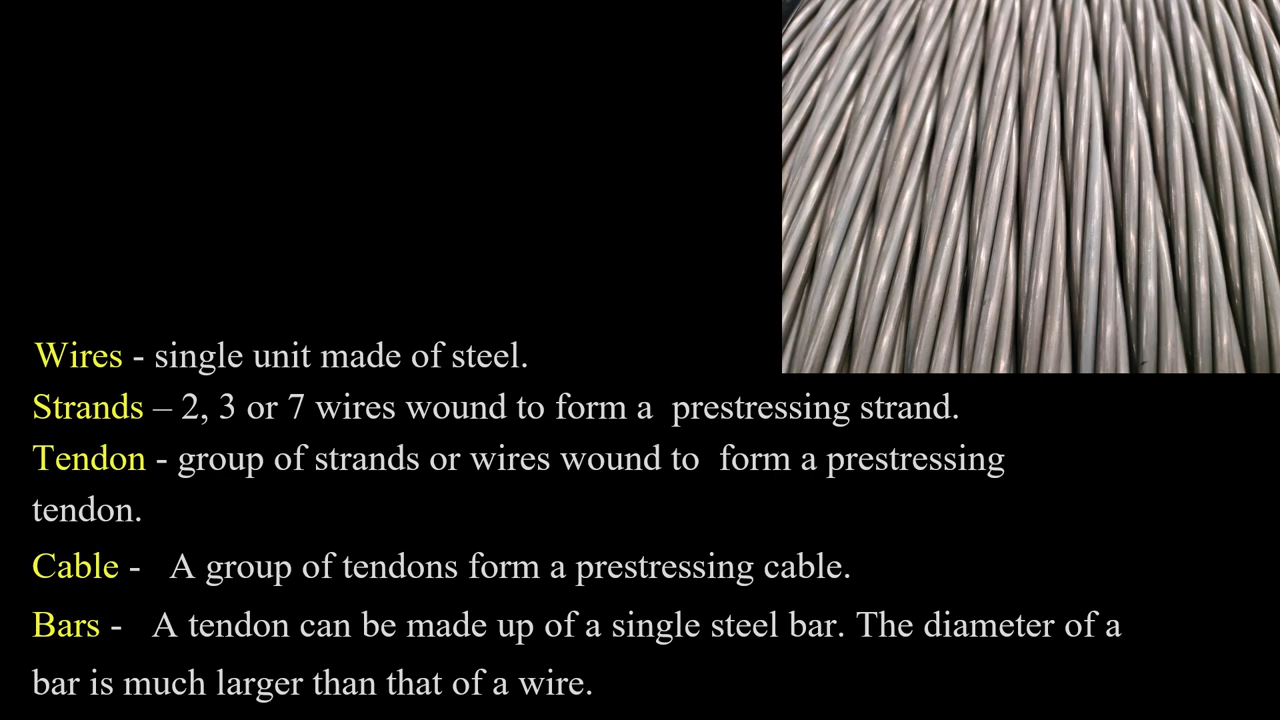 Wires - single unit made of steel.
Strands – 2, 3 or 7 wires wound to form a  prestressing strand.
Tendon - group of strands or wires wound to  form a prestressing
tendon.
Cable -   A group of tendons form a prestressing cable.
Bars -   A tendon can be made up of a single steel bar. The diameter of a
bar is much larger than that of a wire.